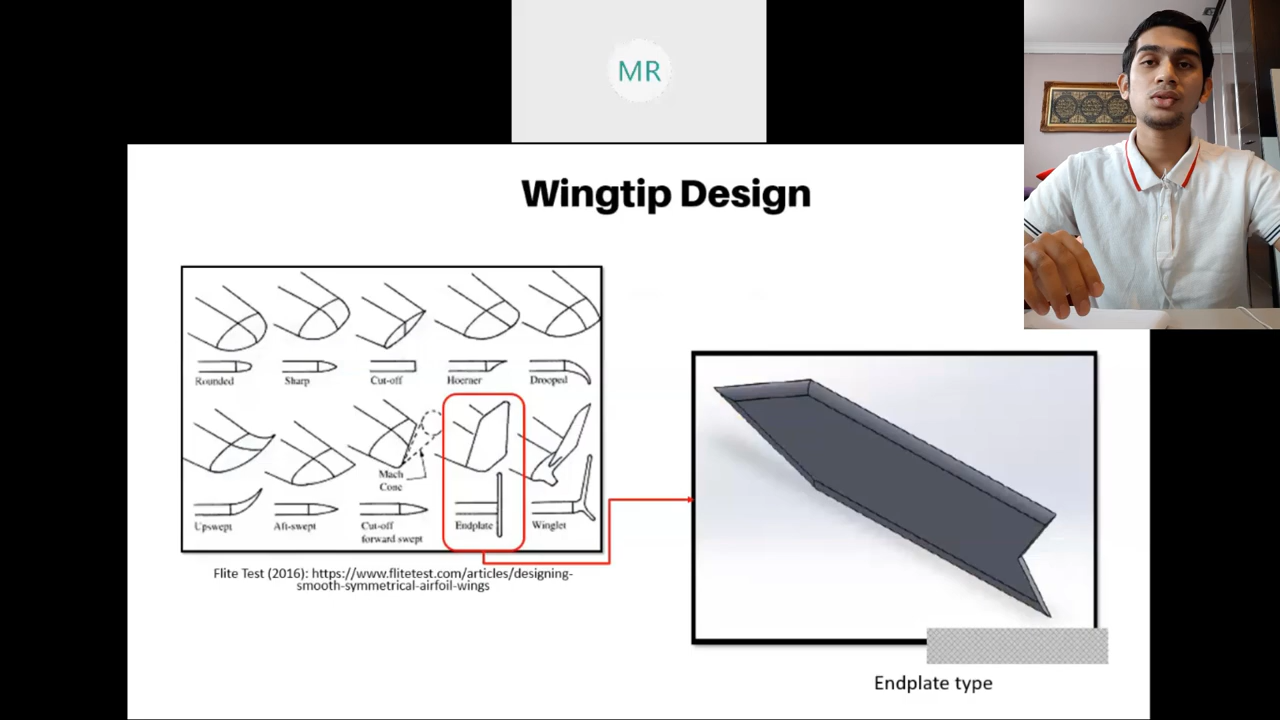 MR
Wingtip Design
Rounded
Sharp
Cut-off
Hoerner
Drooped
Mach
Cone
Upswept
Aft-swept
Cut-off
forward swept
Endplate
Winglet
Flite Test (2016): https://www.flitetest.com/articles/designing-
smooth-symmetrical-airfoil-wings
Endplate type